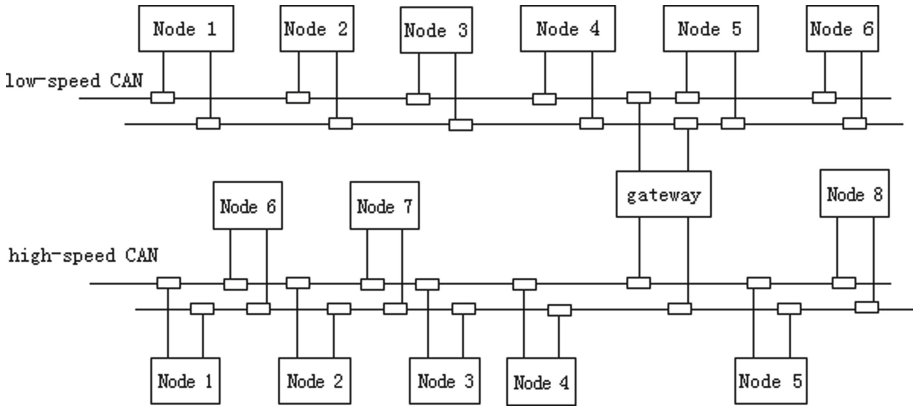 Node 1 Node 2 Node 3 Node 4 Node 5 Node 6
low-speed CAN
gateway
Node 6 Node 7 Node 8
high-speed CAN
Node 1 Node 2 Node 3 Node 4 Node 5